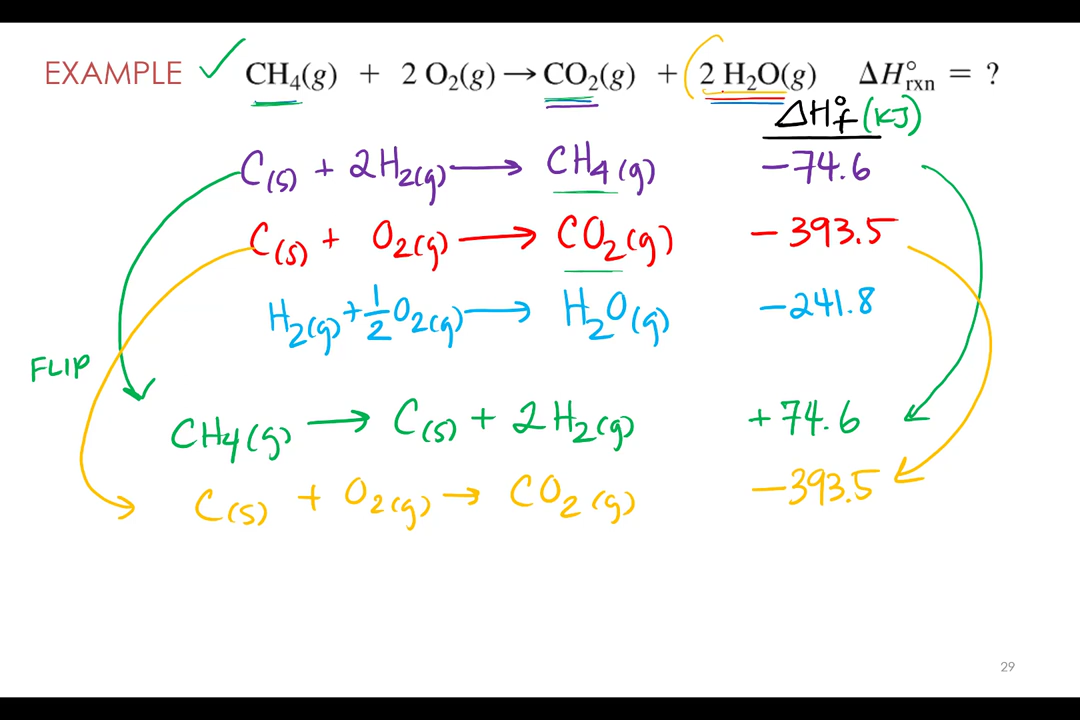 EXAMPLE CH₄(g) + 2 O₂(g) → CO₂(g) + 2 H₂O(g) ΔH°rxn = ?
ΔH°f (KJ)
C(s) + 2H₂(g) → CH₄(g) −74.6
C(s) + O₂(g) → CO₂(g) −393.5
H₂(g) + 1/2 O₂(g) → H₂O(g) −241.8
FLIP
CH₄(g) → C(s) + 2H₂(g) +74.6
C(s) + O₂(g) → CO₂(g) −393.5
29